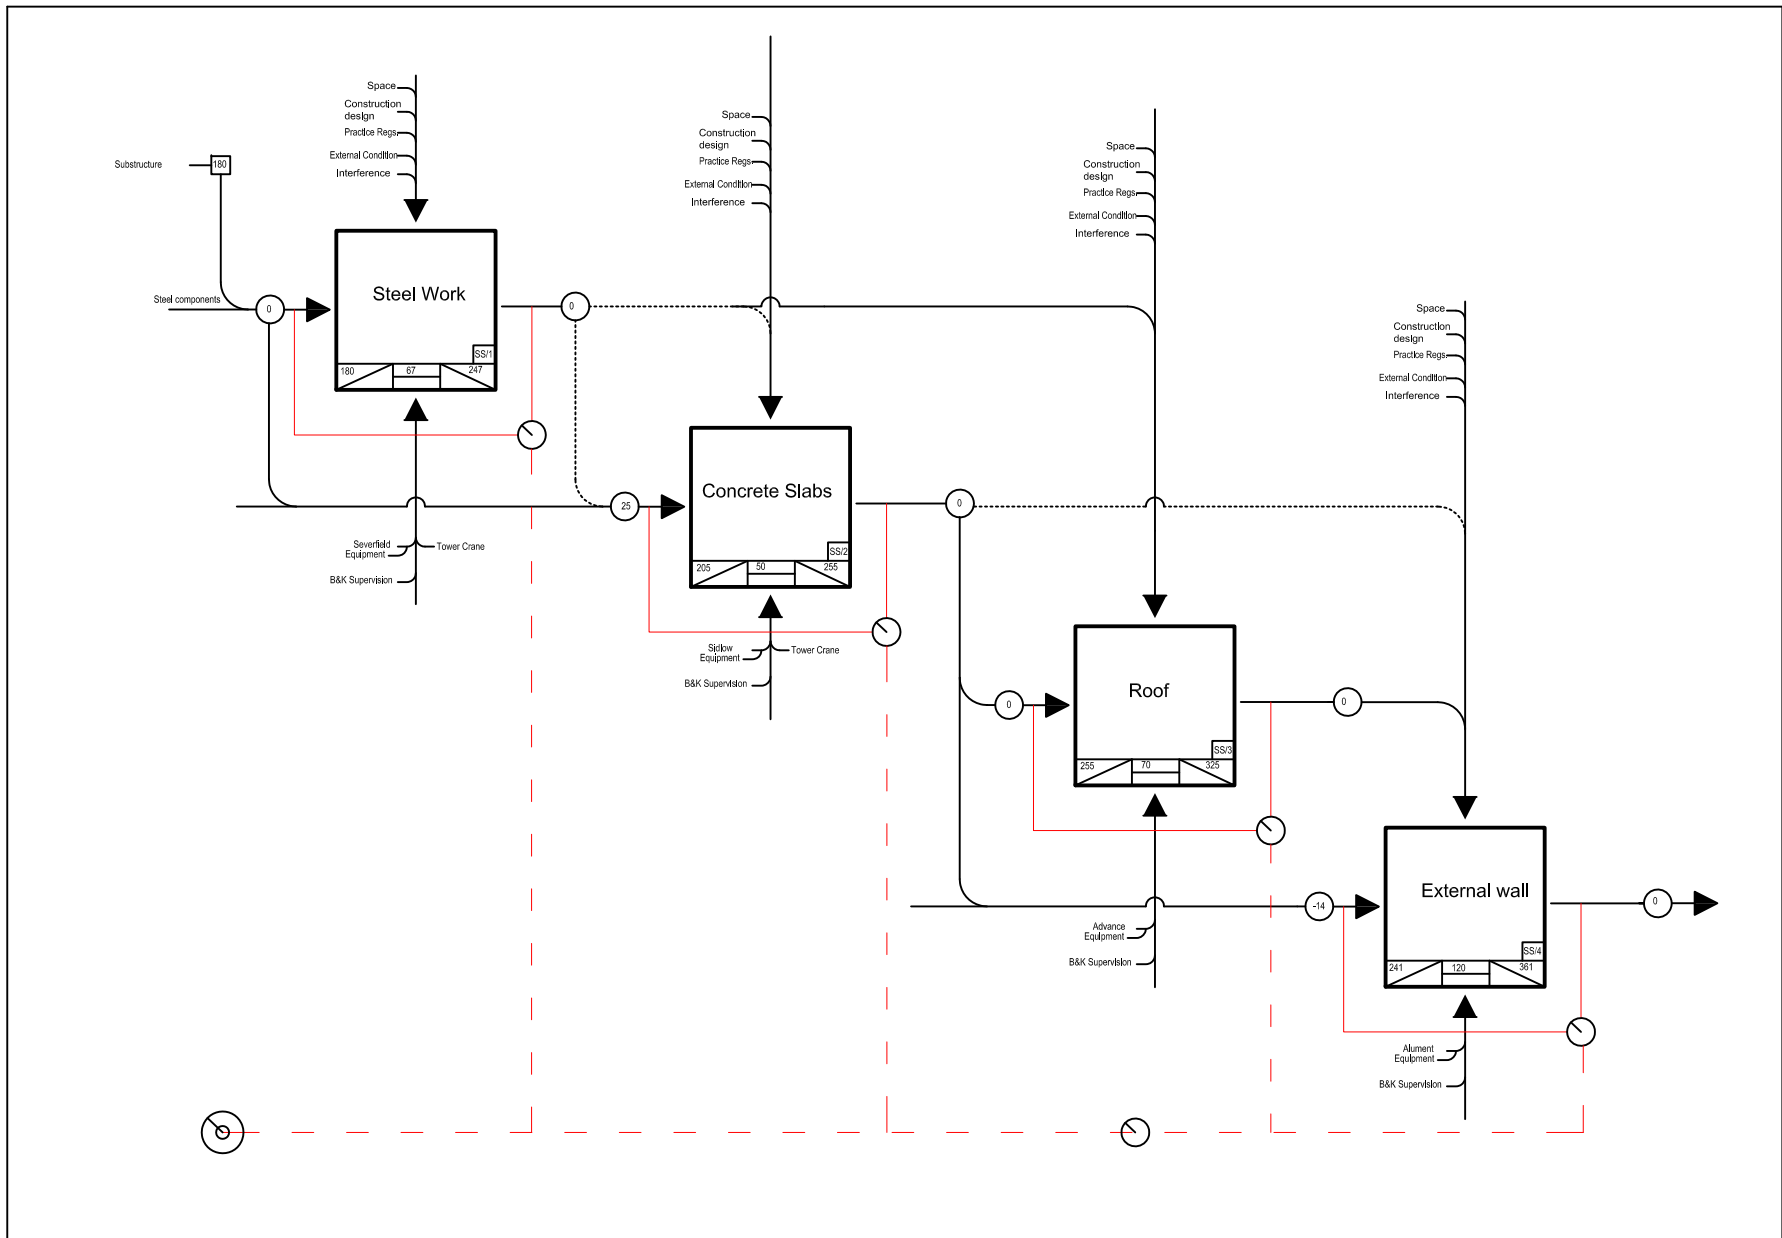 Space
Construction
design
Practice Regs.
External Condition
Interference
Substructure
180
Steel components
0
Steel Work
SS/1
180
67
247
0
Severfield
Equipment
Tower Crane
B&K Supervision
Space
Construction
design
Practice Regs.
External Condition
Interference
25
Concrete Slabs
SS/2
205
50
255
0
Sidlow
Equipment
Tower Crane
B&K Supervision
Space
Construction
design
Practice Regs.
External Condition
Interference
0
Roof
SS/3
255
70
325
0
Advance
Equipment
B&K Supervision
Space
Construction
design
Practice Regs.
External Condition
Interference
-14
External wall
SS/4
241
120
361
0
Alument
Equipment
B&K Supervision